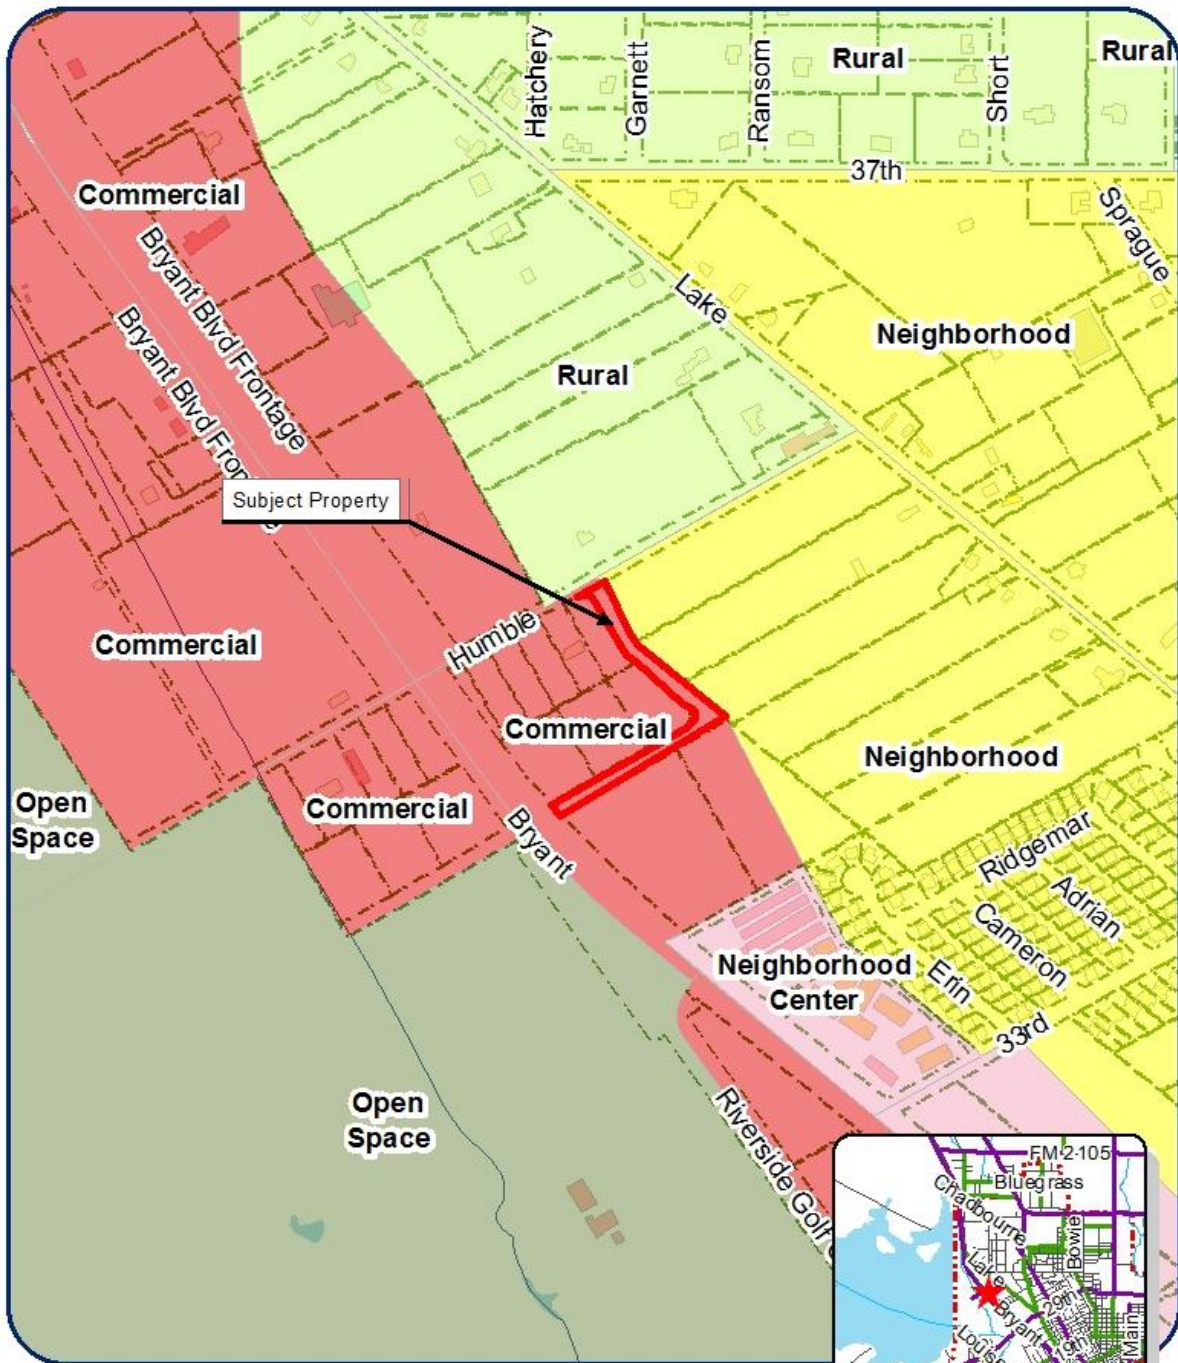 Hatchery
Garnett
Ransom
Rural
Short
Rural
37th
Commercial
Sprague
Bryant Blvd Frontage
Lake
Bryant Blvd
Neighborhood
Rural
Subject Property
Humble
Commercial
Commercial
Neighborhood
Open
Space
Commercial
Bryant
Ridgemar
Adrian
Cameron
Erin
Neighborhood
Center
33rd
Open
Space
Riverside Golf
FM 2105
Bluegrass
Chadbourne
Bowie
Lake
29th
Bryant
19th
Main